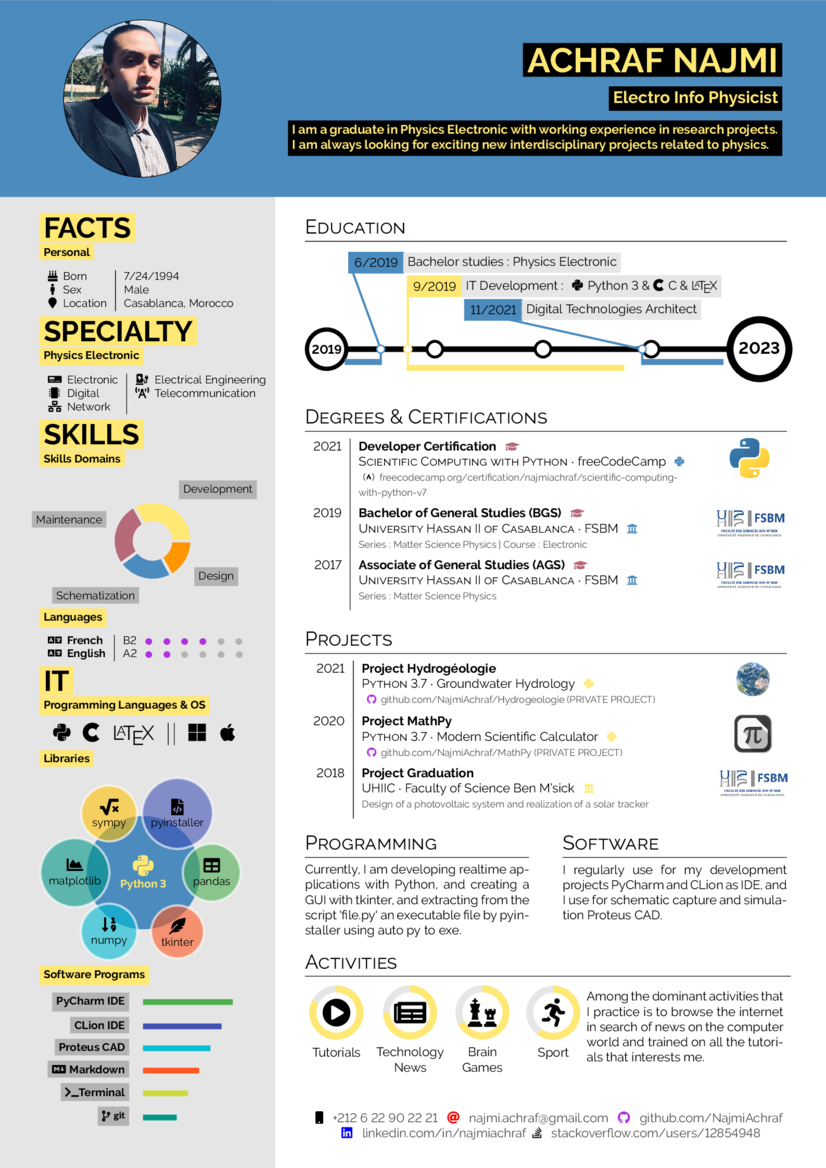 ACHRAF NAJMI
Electro Info Physicist
I am a graduate in Physics Electronic with working experience in research projects.
I am always looking for exciting new interdisciplinary projects related to physics.
FACTS
Personal
Born 7/24/1994
Sex Male
Location Casablanca, Morocco
SPECIALTY
Physics Electronic
Electronic Electrical Engineering
Digital Telecommunication
Network
SKILLS
Skills Domains
Development
Maintenance
Design
Schematization
Languages
French B2
English A2
IT
Programming Languages & OS
LATEX
Libraries
sympy
pyinstaller
matplotlib
Python 3
pandas
numpy
tkinter
Software Programs
PyCharm IDE
CLion IDE
Proteus CAD
Markdown
>_Terminal
git
EDUCATION
6/2019 Bachelor studies : Physics Electronic
9/2019 IT Development : Python 3 & C & LATEX
11/2021 Digital Technologies Architect
2019
2023
DEGREES & CERTIFICATIONS
2021 Developer Certification
SCIENTIFIC COMPUTING WITH PYTHON · freeCodeCamp
freecodecamp.org/certification/najmiachraf/scientific-computing-
with-python-v7
2019 Bachelor of General Studies (BGS)
UNIVERSITY HASSAN II OF CASABLANCA · FSBM
Series : Matter Science Physics | Course : Electronic
FSBM
2017 Associate of General Studies (AGS)
UNIVERSITY HASSAN II OF CASABLANCA · FSBM
Series : Matter Science Physics
FSBM
PROJECTS
2021 Project Hydrogéologie
PYTHON 3.7 · Groundwater Hydrology
github.com/NajmiAchraf/Hydrogeologie (PRIVATE PROJECT)
2020 Project MathPy
PYTHON 3.7 · Modern Scientific Calculator
github.com/NajmiAchraf/MathPy (PRIVATE PROJECT)
π
2018 Project Graduation
UHIIC · Faculty of Science Ben M'sick
Design of a photovoltaic system and realization of a solar tracker
FSBM
PROGRAMMING
Currently, I am developing realtime ap-
plications with Python, and creating a
GUI with tkinter, and extracting from the
script 'file.py' an executable file by pyin-
staller using auto py to exe.
SOFTWARE
I regularly use for my development
projects PyCharm and CLion as IDE, and
I use for schematic capture and simula-
tion Proteus CAD.
ACTIVITIES
Tutorials
Technology
News
Brain
Games
Sport
Among the dominant activities that
I practice is to browse the internet
in search of news on the computer
world and trained on all the tutori-
als that interests me.
+212 6 22 90 22 21 najmi.achraf@gmail.com github.com/NajmiAchraf
linkedin.com/in/najmiachraf stackoverflow.com/users/12854948